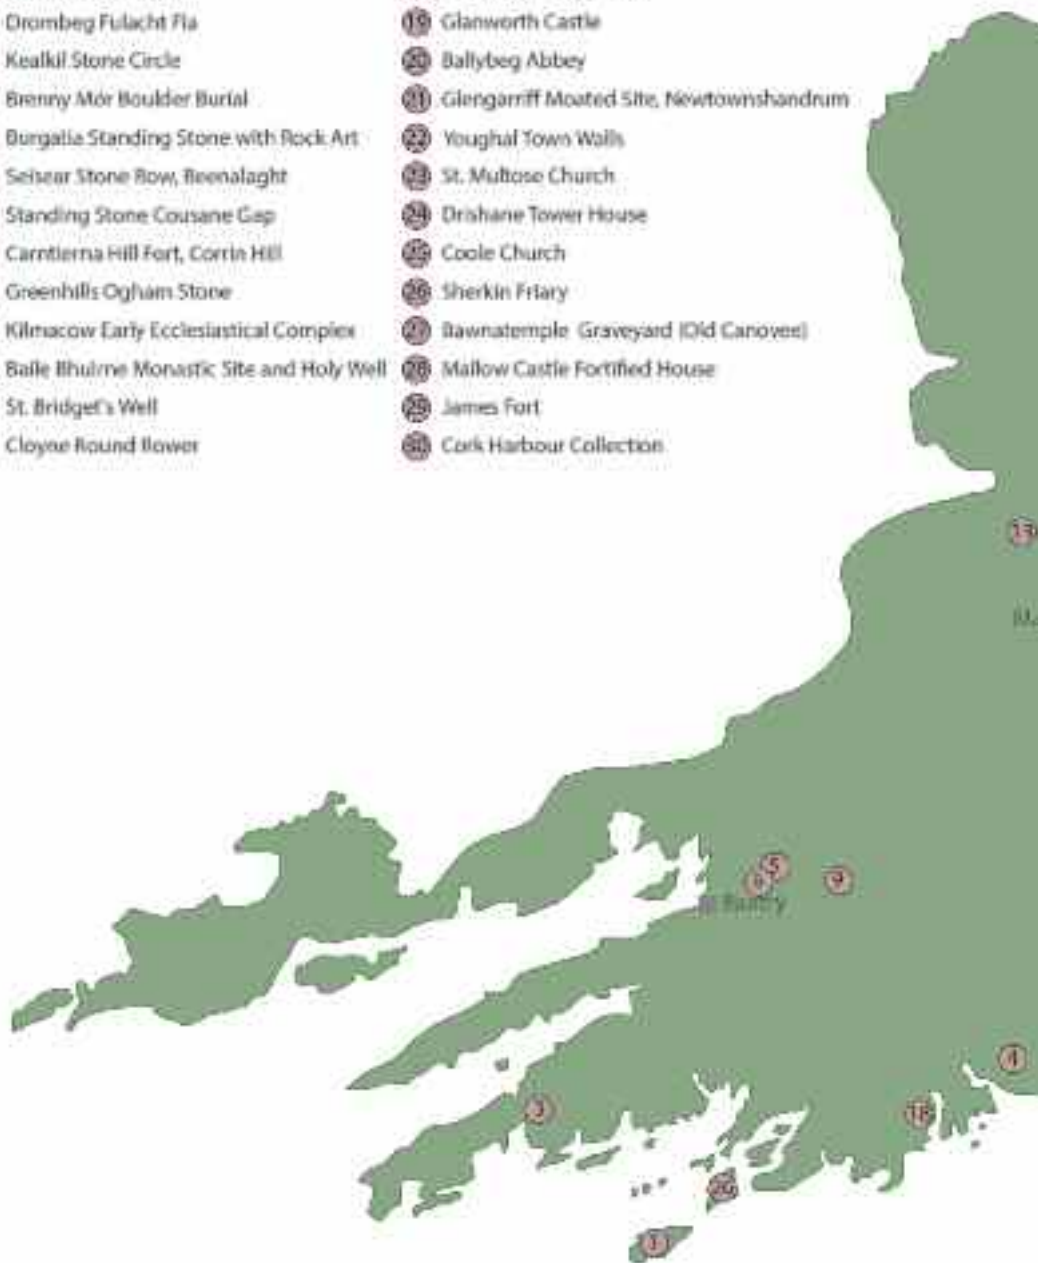 Drombeg Fulacht Fia
Kealkil Stone Circle
Breeny Mór Boulder Burial
Burgatia Standing Stone with Rock Art
Seisear Stone Row, Beenalaght
Standing Stone Cousane Gap
Carntierna Hill Fort, Corrin Hill
Greenhills Ogham Stone
Kilmacow Early Ecclesiastical Complex
Baile Bhuirne Monastic Site and Holy Well
St. Bridget's Well
Cloyne Round Rower
19 Glanworth Castle
20 Ballybeg Abbey
21 Glengarriff Moated Site, Newtownshandrum
22 Youghal Town Walls
23 St. Multose Church
24 Drishane Tower House
25 Coole Church
26 Sherkin Friary
27 Bawnatemple Graveyard (Old Canovee)
28 Mallow Castle Fortified House
29 James Fort
30 Cork Harbour Collection
13
5
6
9
Bantry
4
3
18
26